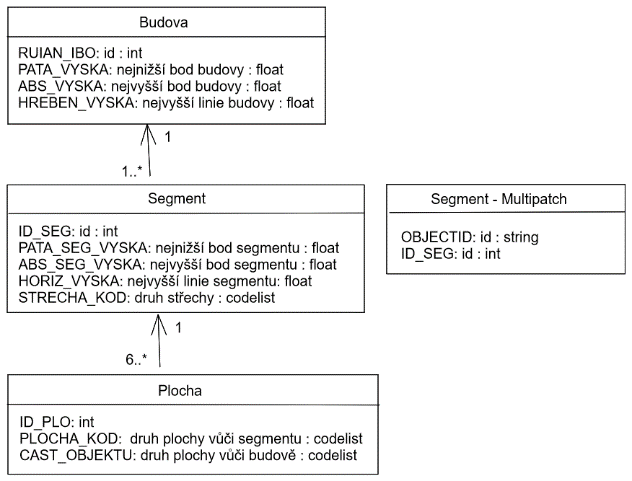 Budova
RUIAN_IBO: id : int
PATA_VYSKA: nejnižší bod budovy : float
ABS_VYSKA: nejvyšší bod budovy : float
HREBEN_VYSKA: nejvyšší linie budovy : float
1
1..*
Segment
ID_SEG: id : int
PATA_SEG_VYSKA: nejnižší bod segmentu : float
ABS_SEG_VYSKA: nejvyšší bod segmentu : float
HORIZ_VYSKA: nejvyšší linie segmentu: float
STRECHA_KOD: druh střechy : codelist
Segment - Multipatch
OBJECTID: id : string
ID_SEG: id : int
1
6..*
Plocha
ID_PLO: int
PLOCHA_KOD: druh plochy vůči segmentu : codelist
CAST_OBJEKTU: druh plochy vůči budově : codelist